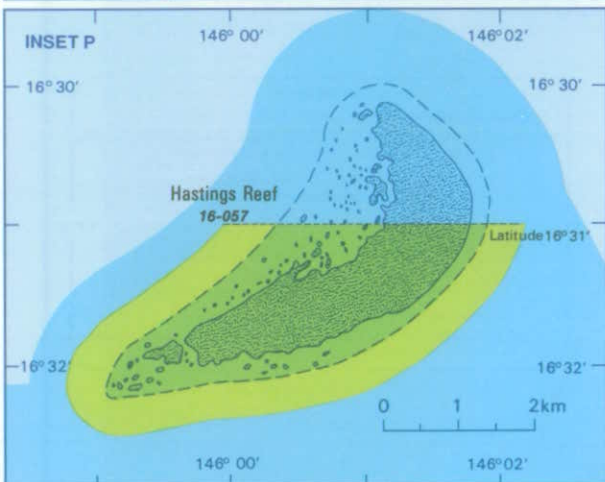 INSET P
146° 00'
146° 02'
16° 30'
16° 30'
Hastings Reef
16-057
Latitude 16° 31'
16° 32'
16° 32'
0 1 2km
146° 00'
146° 02'